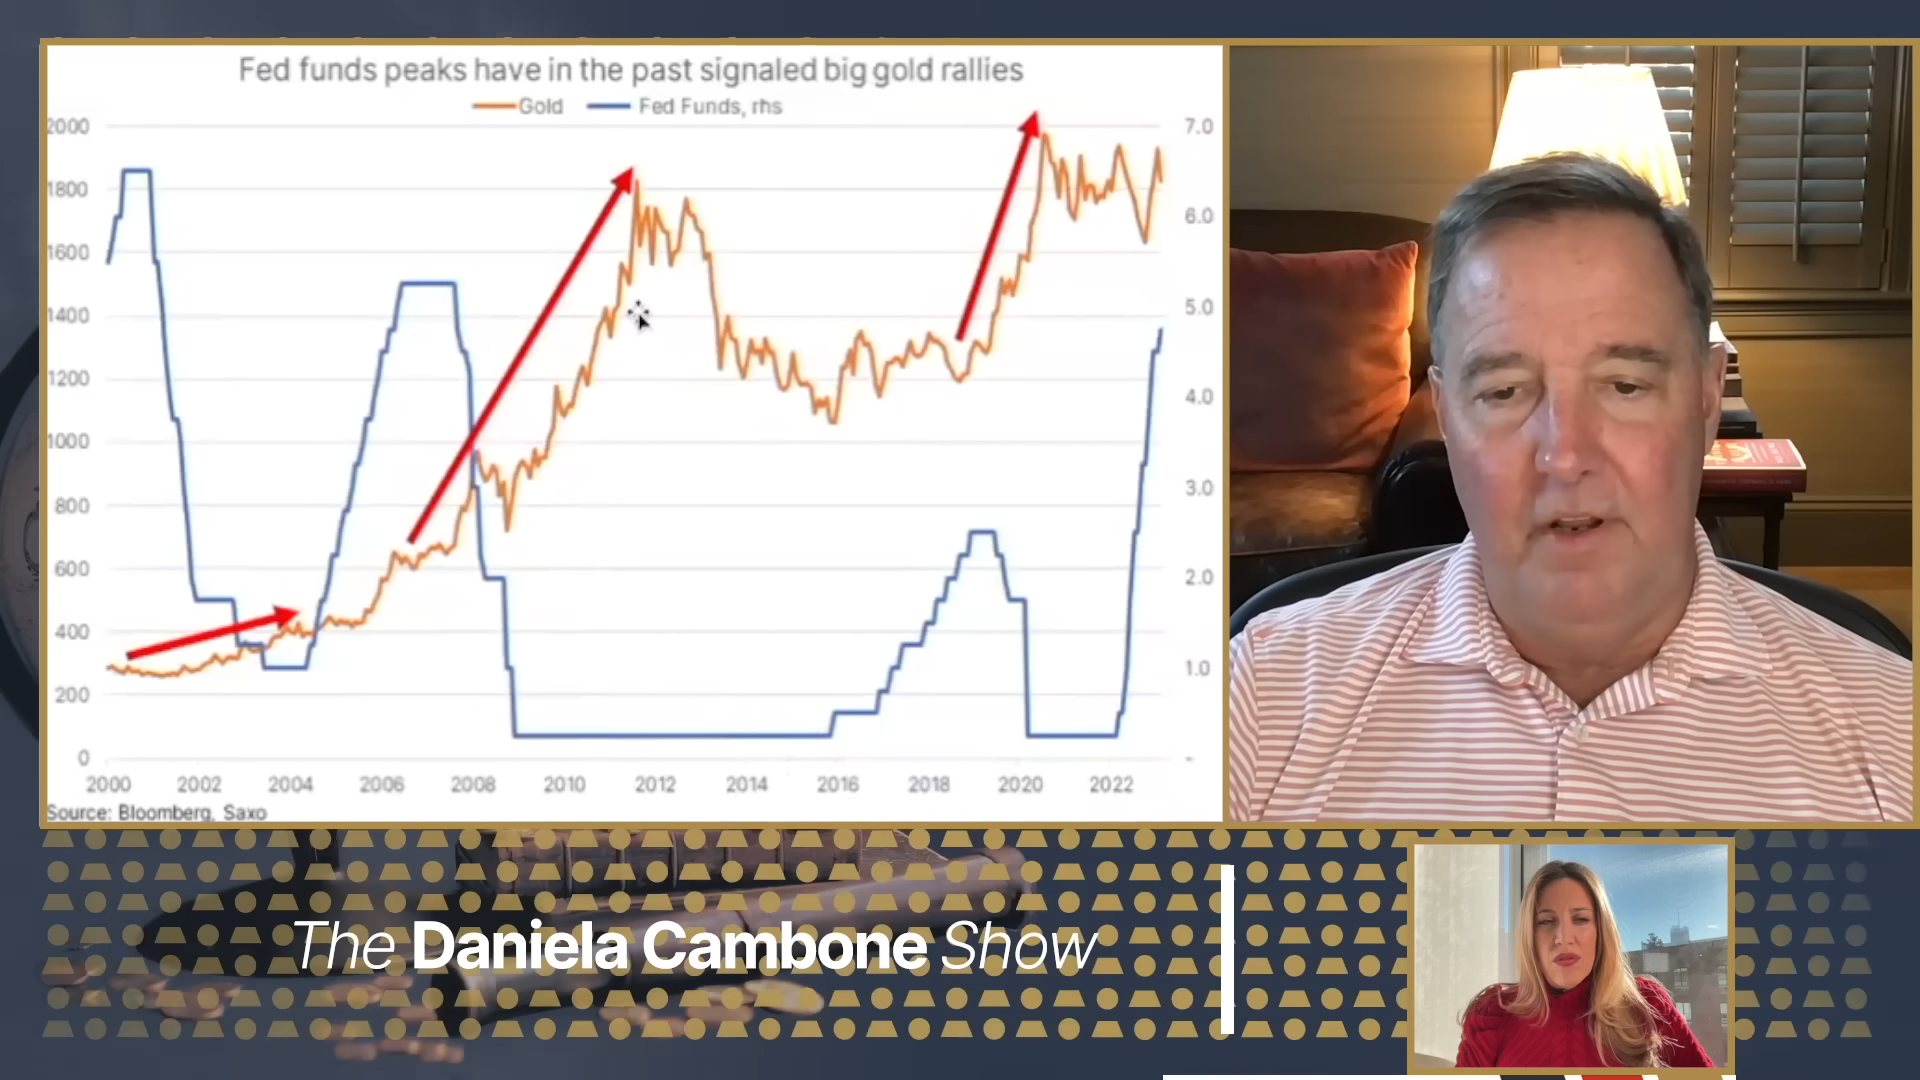 Fed funds peaks have in the past signaled big gold rallies
Gold Fed Funds, rhs
2000 7.0
1800
6.0
1600
1400 5.0
1200
4.0
1000
800 3.0
600 2.0
400
1.0
200
0 -
2000 2002 2004 2006 2008 2010 2012 2014 2016 2018 2020 2022
Source: Bloomberg, Saxo
The Daniela Cambone Show